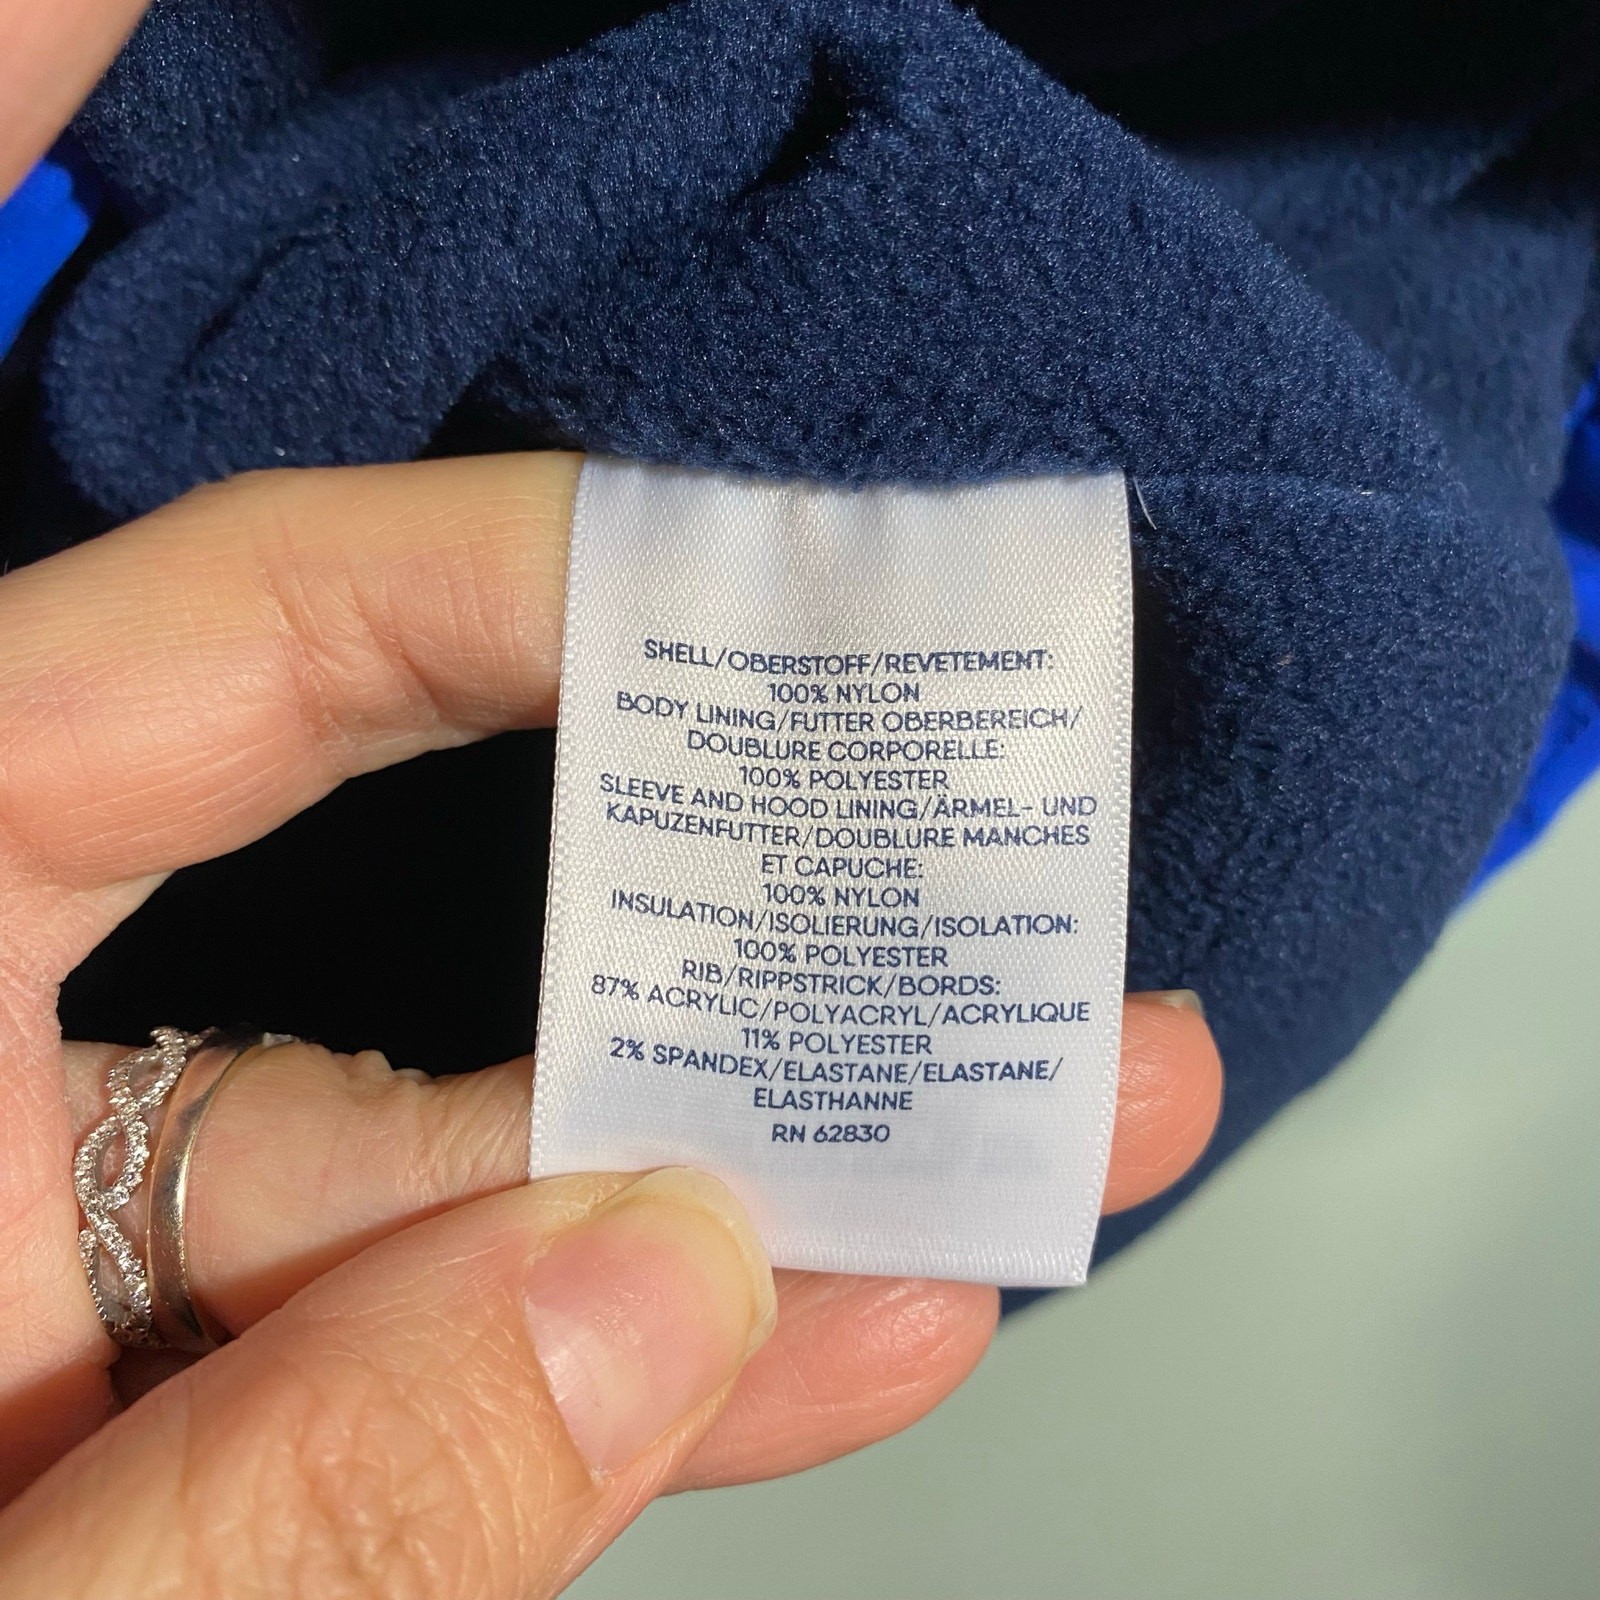 SHELL/OBERSTOFF/REVETEMENT:
100% NYLON
BODY LINING/FUTTER OBERBEREICH/
DOUBLURE CORPORELLE:
100% POLYESTER
SLEEVE AND HOOD LINING/ÄRMEL- UND
KAPUZENFUTTER/DOUBLURE MANCHES
ET CAPUCHE:
100% NYLON
INSULATION/ISOLIERUNG/ISOLATION:
100% POLYESTER
RIB/RIPPSTRICK/BORDS:
87% ACRYLIC/POLYACRYL/ACRYLIQUE
11% POLYESTER
2% SPANDEX/ELASTANE/ELASTANE/
ELASTHANNE
RN 62830